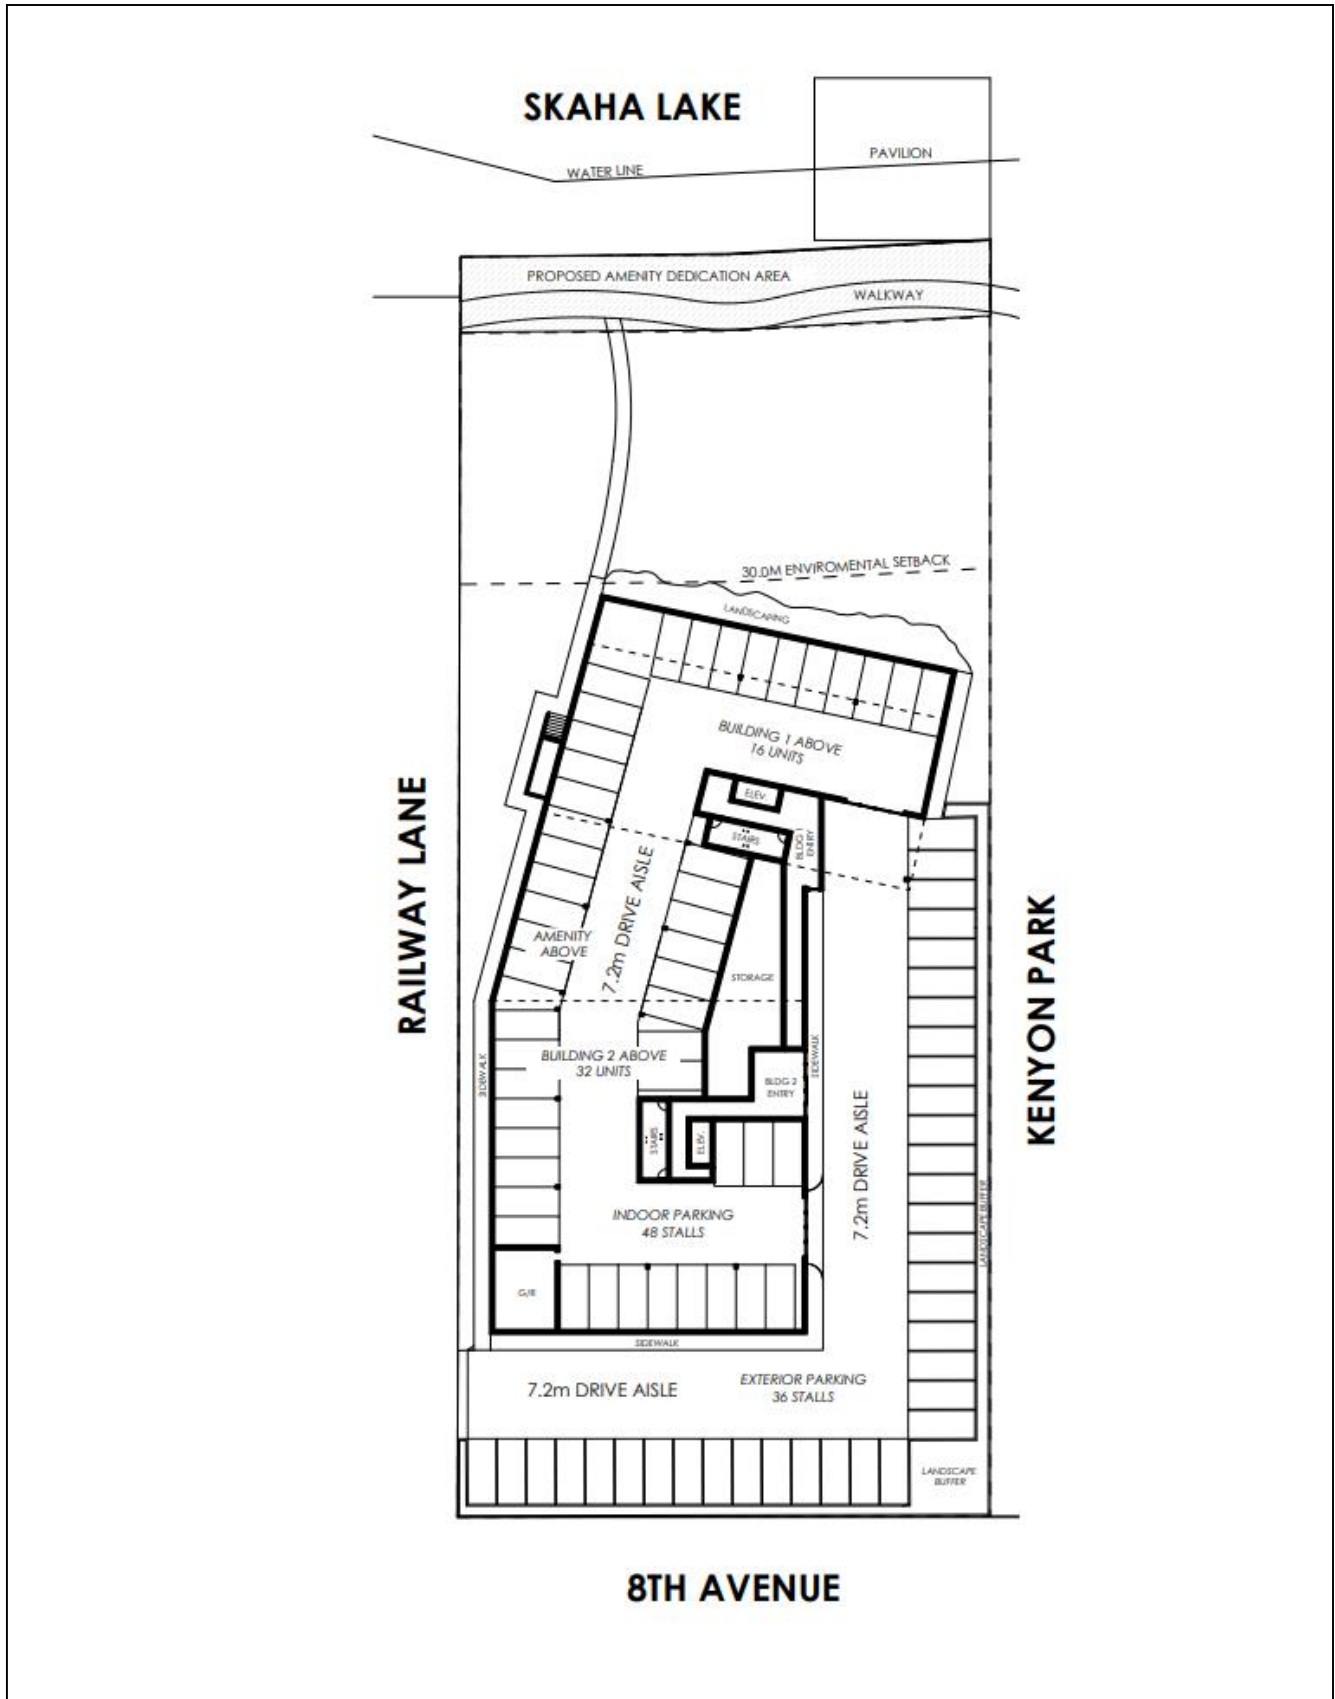 SKAHA LAKE
PAVILION
WATER LINE
PROPOSED AMENITY DEDICATION AREA
WALKWAY
30.0M ENVIROMENTAL SETBACK
LANDSCAPING
BUILDING 1 ABOVE
16 UNITS
ELEV.
STAIRS
BLDG 1
ENTRY
RAILWAY LANE
7.2m DRIVE AISLE
AMENITY
ABOVE
STORAGE
KENYON PARK
SIDEWALK
BUILDING 2 ABOVE
32 UNITS
SIDEWALK
BLDG 2
ENTRY
STAIRS
ELEV.
7.2m DRIVE AISLE
INDOOR PARKING
48 STALLS
LANDSCAPE BUFFER
SIDEWALK
7.2m DRIVE AISLE
EXTERIOR PARKING
36 STALLS
LANDSCAPE
BUFFER
8TH AVENUE